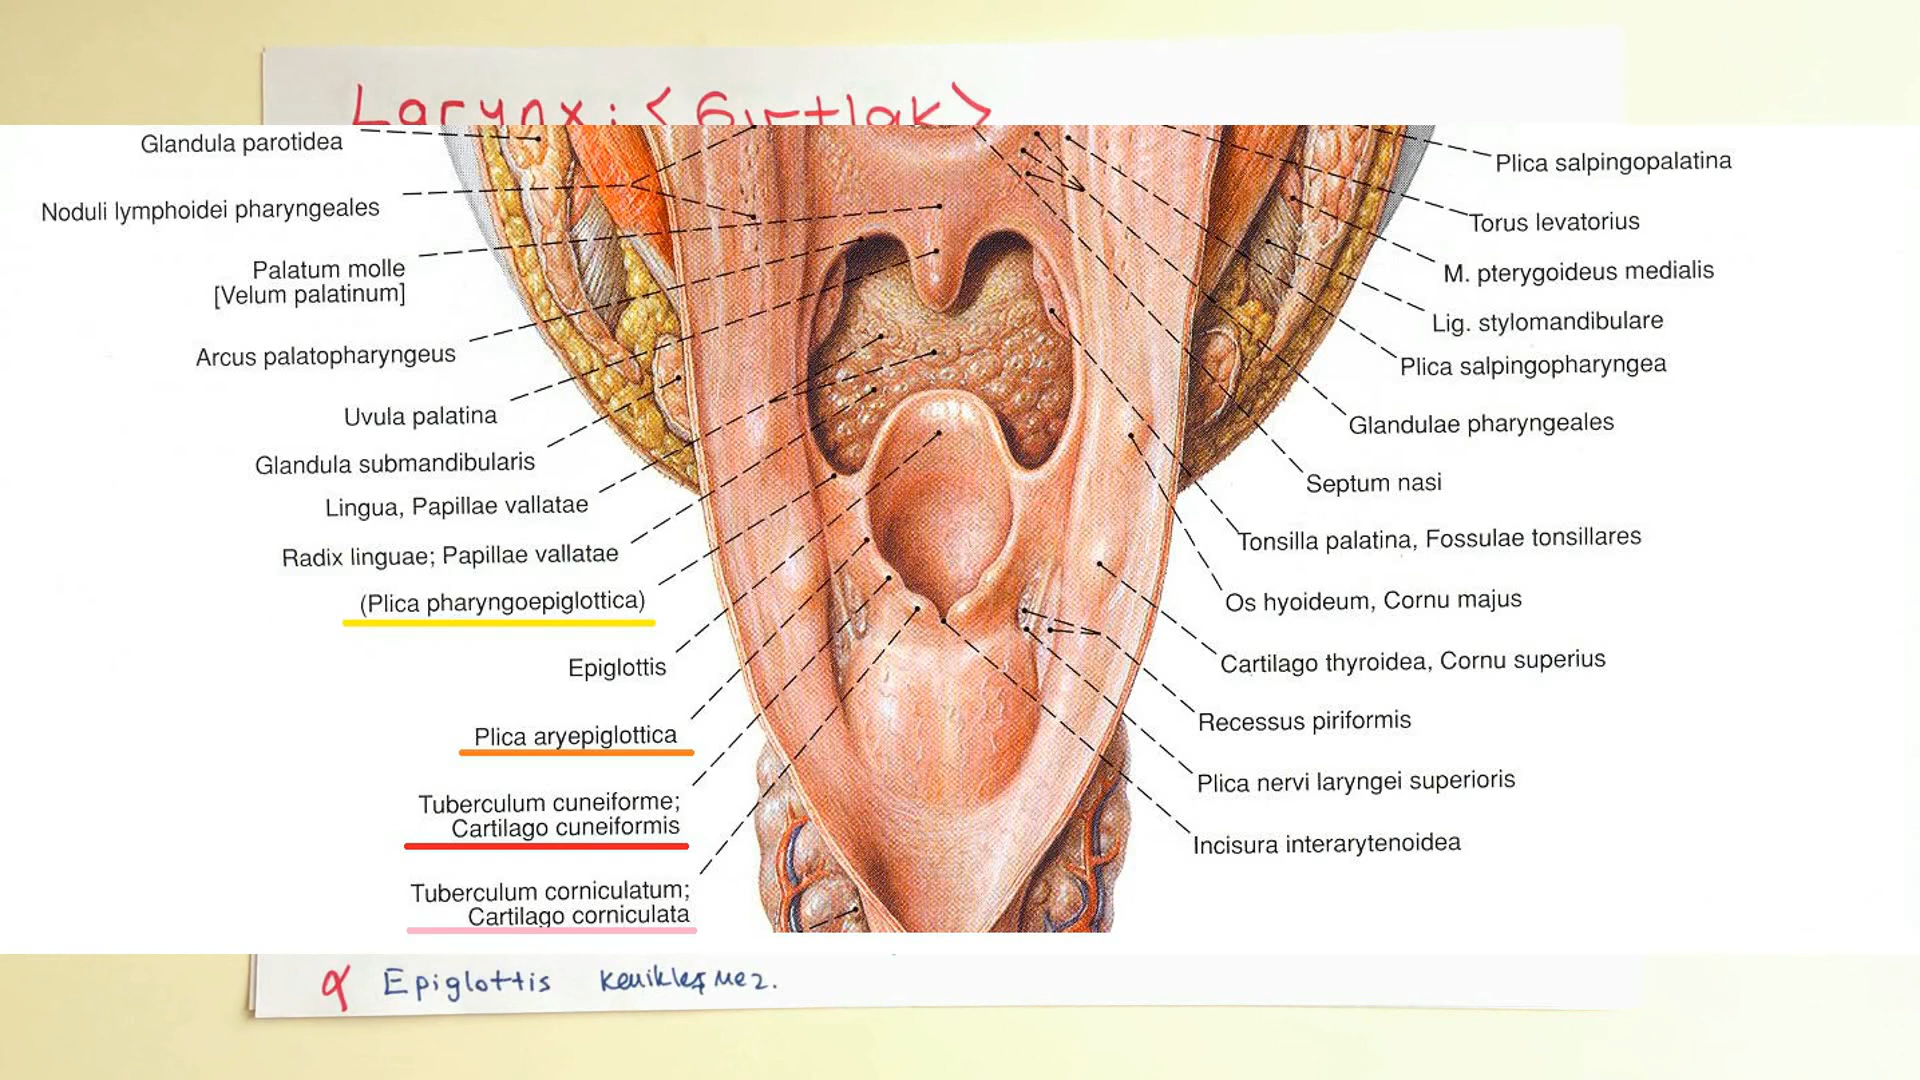 Larynx: <Gırtlak>
Glandula parotidea
Noduli lymphoidei pharyngeales
Palatum molle
[Velum palatinum]
Arcus palatopharyngeus
Uvula palatina
Glandula submandibularis
Lingua, Papillae vallatae
Radix linguae; Papillae vallatae
(Plica pharyngoepiglottica)
Epiglottis
Plica aryepiglottica
Tuberculum cuneiforme;
Cartilago cuneiformis
Tuberculum corniculatum;
Cartilago corniculata
Plica salpingopalatina
Torus levatorius
M. pterygoideus medialis
Lig. stylomandibulare
Plica salpingopharyngea
Glandulae pharyngeales
Septum nasi
Tonsilla palatina, Fossulae tonsillares
Os hyoideum, Cornu majus
Cartilago thyroidea, Cornu superius
Recessus piriformis
Plica nervi laryngei superioris
Incisura interarytenoidea
Epiglottis kemikleşmez.